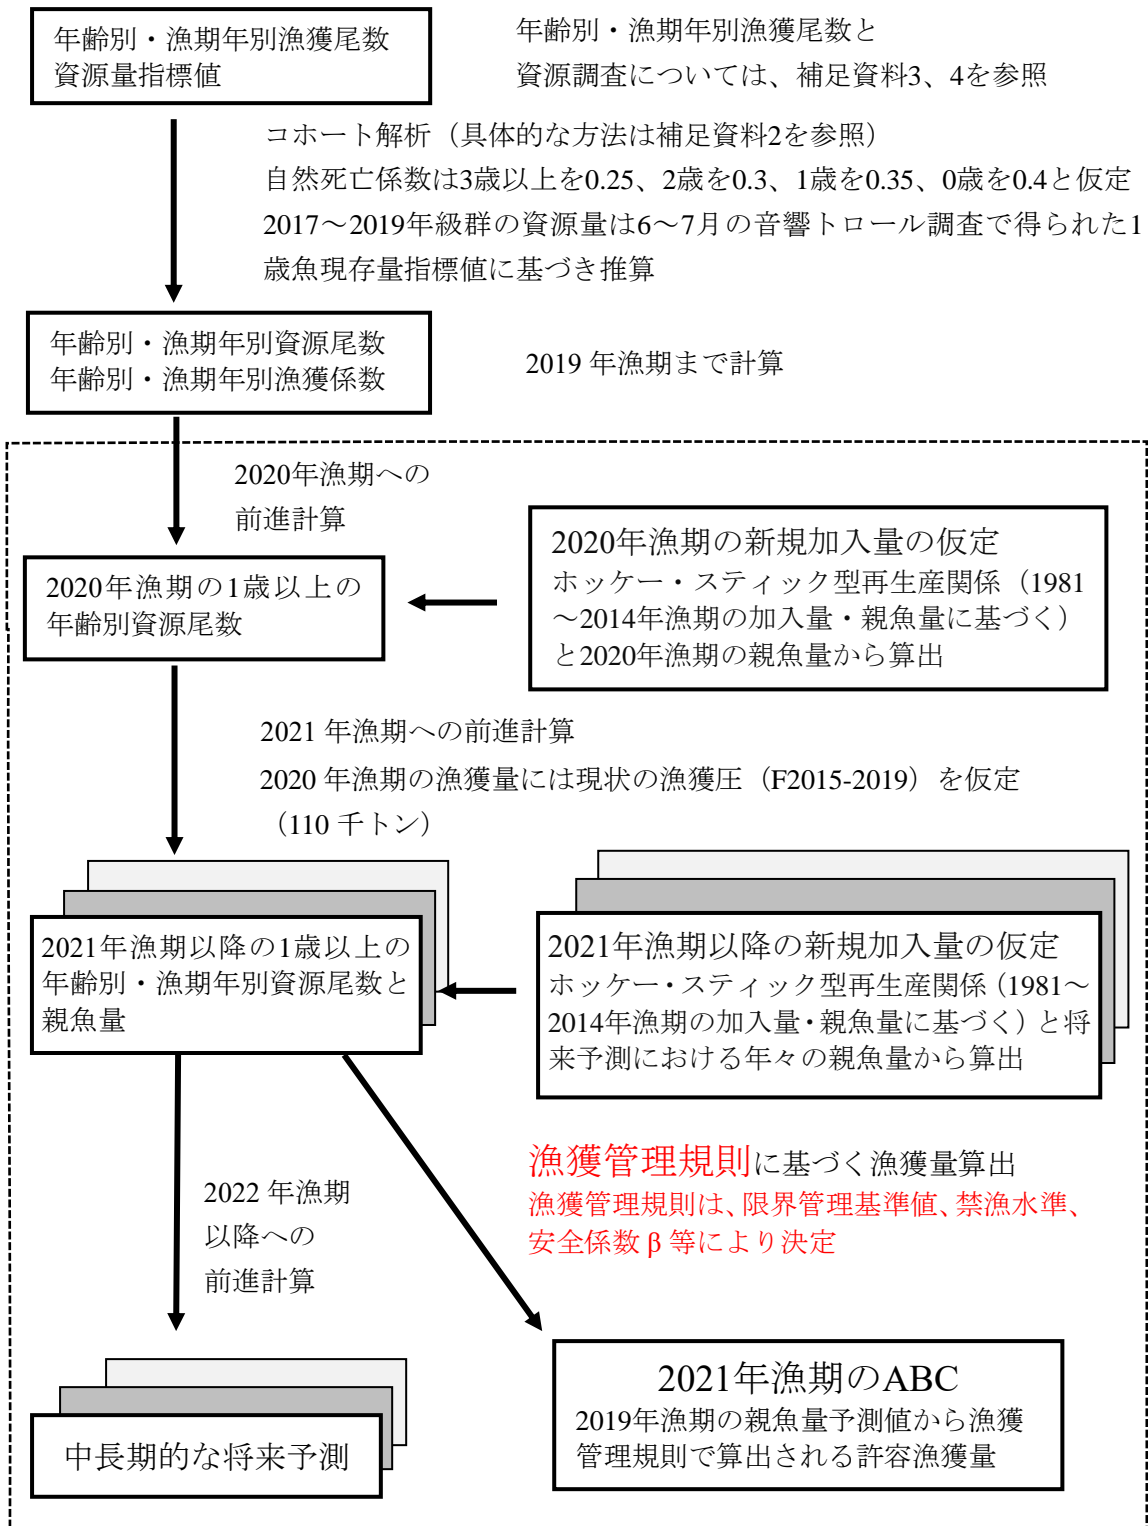 年齢別・漁期年別漁獲尾数
資源量指標値
年齢別・漁期年別漁獲尾数と
資源調査については、補足資料3、4を参照
コホート解析（具体的な方法は補足資料2を参照）
自然死亡係数は3歳以上を0.25、2歳を0.3、1歳を0.35、0歳を0.4と仮定
2017～2019年級群の資源量は6～7月の音響トロール調査で得られた1
歳魚現存量指標値に基づき推算
年齢別・漁期年別資源尾数
年齢別・漁期年別漁獲係数
2019 年漁期まで計算
2020年漁期への
前進計算
2020年漁期の1歳以上の
年齢別資源尾数
2020年漁期の新規加入量の仮定
ホッケー・スティック型再生産関係（1981
～2014年漁期の加入量・親魚量に基づく）
と2020年漁期の親魚量から算出
2021 年漁期への前進計算
2020 年漁期の漁獲量には現状の漁獲圧（F2015-2019）を仮定
（110 千トン）
2021年漁期以降の1歳以上の
年齢別・漁期年別資源尾数と
親魚量
2021年漁期以降の新規加入量の仮定
ホッケー・スティック型再生産関係（1981～
2014年漁期の加入量・親魚量に基づく）と将
来予測における年々の親魚量から算出
漁獲管理規則に基づく漁獲量算出
漁獲管理規則は、限界管理基準値、禁漁水準、
安全係数 β 等により決定
2022 年漁期
以降への
前進計算
中長期的な将来予測
2021年漁期のABC
2019年漁期の親魚量予測値から漁獲
管理規則で算出される許容漁獲量